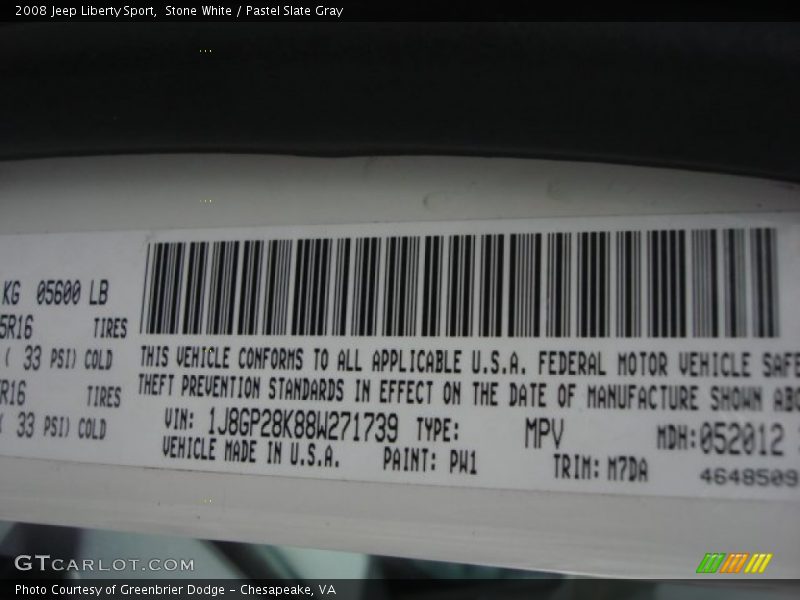 2008 Jeep Liberty Sport,  Stone White / Pastel Slate Gray
KG 05600 LB
5R16 TIRES
( 33 PSI) COLD
R16 TIRES
( 33 PSI) COLD
THIS VEHICLE CONFORMS TO ALL APPLICABLE U.S.A. FEDERAL MOTOR VEHICLE SAFE
THEFT PREVENTION STANDARDS IN EFFECT ON THE DATE OF MANUFACTURE SHOWN ABO
VIN: 1J8GP28K88W271739 TYPE: MPV MDH:052012
VEHICLE MADE IN U.S.A. PAINT: PW1 TRIM: M7DA 4648509
GTCARLOT.COM
Photo Courtesy of Greenbrier Dodge – Chesapeake, VA